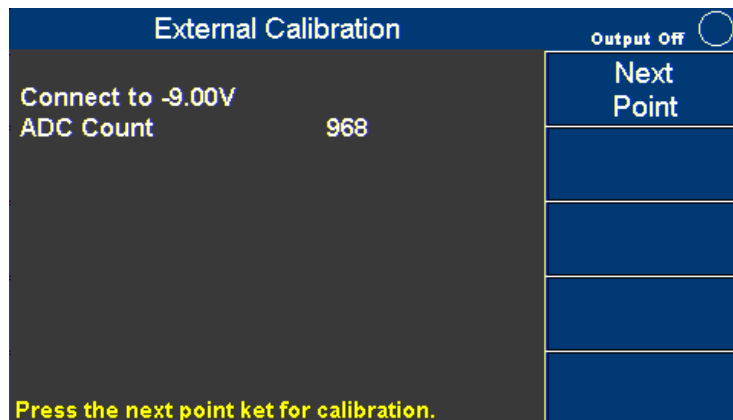 External Calibration
Output Off
Next
Point
Connect to -9.00V
ADC Count 968
Press the next point ket for calibration.